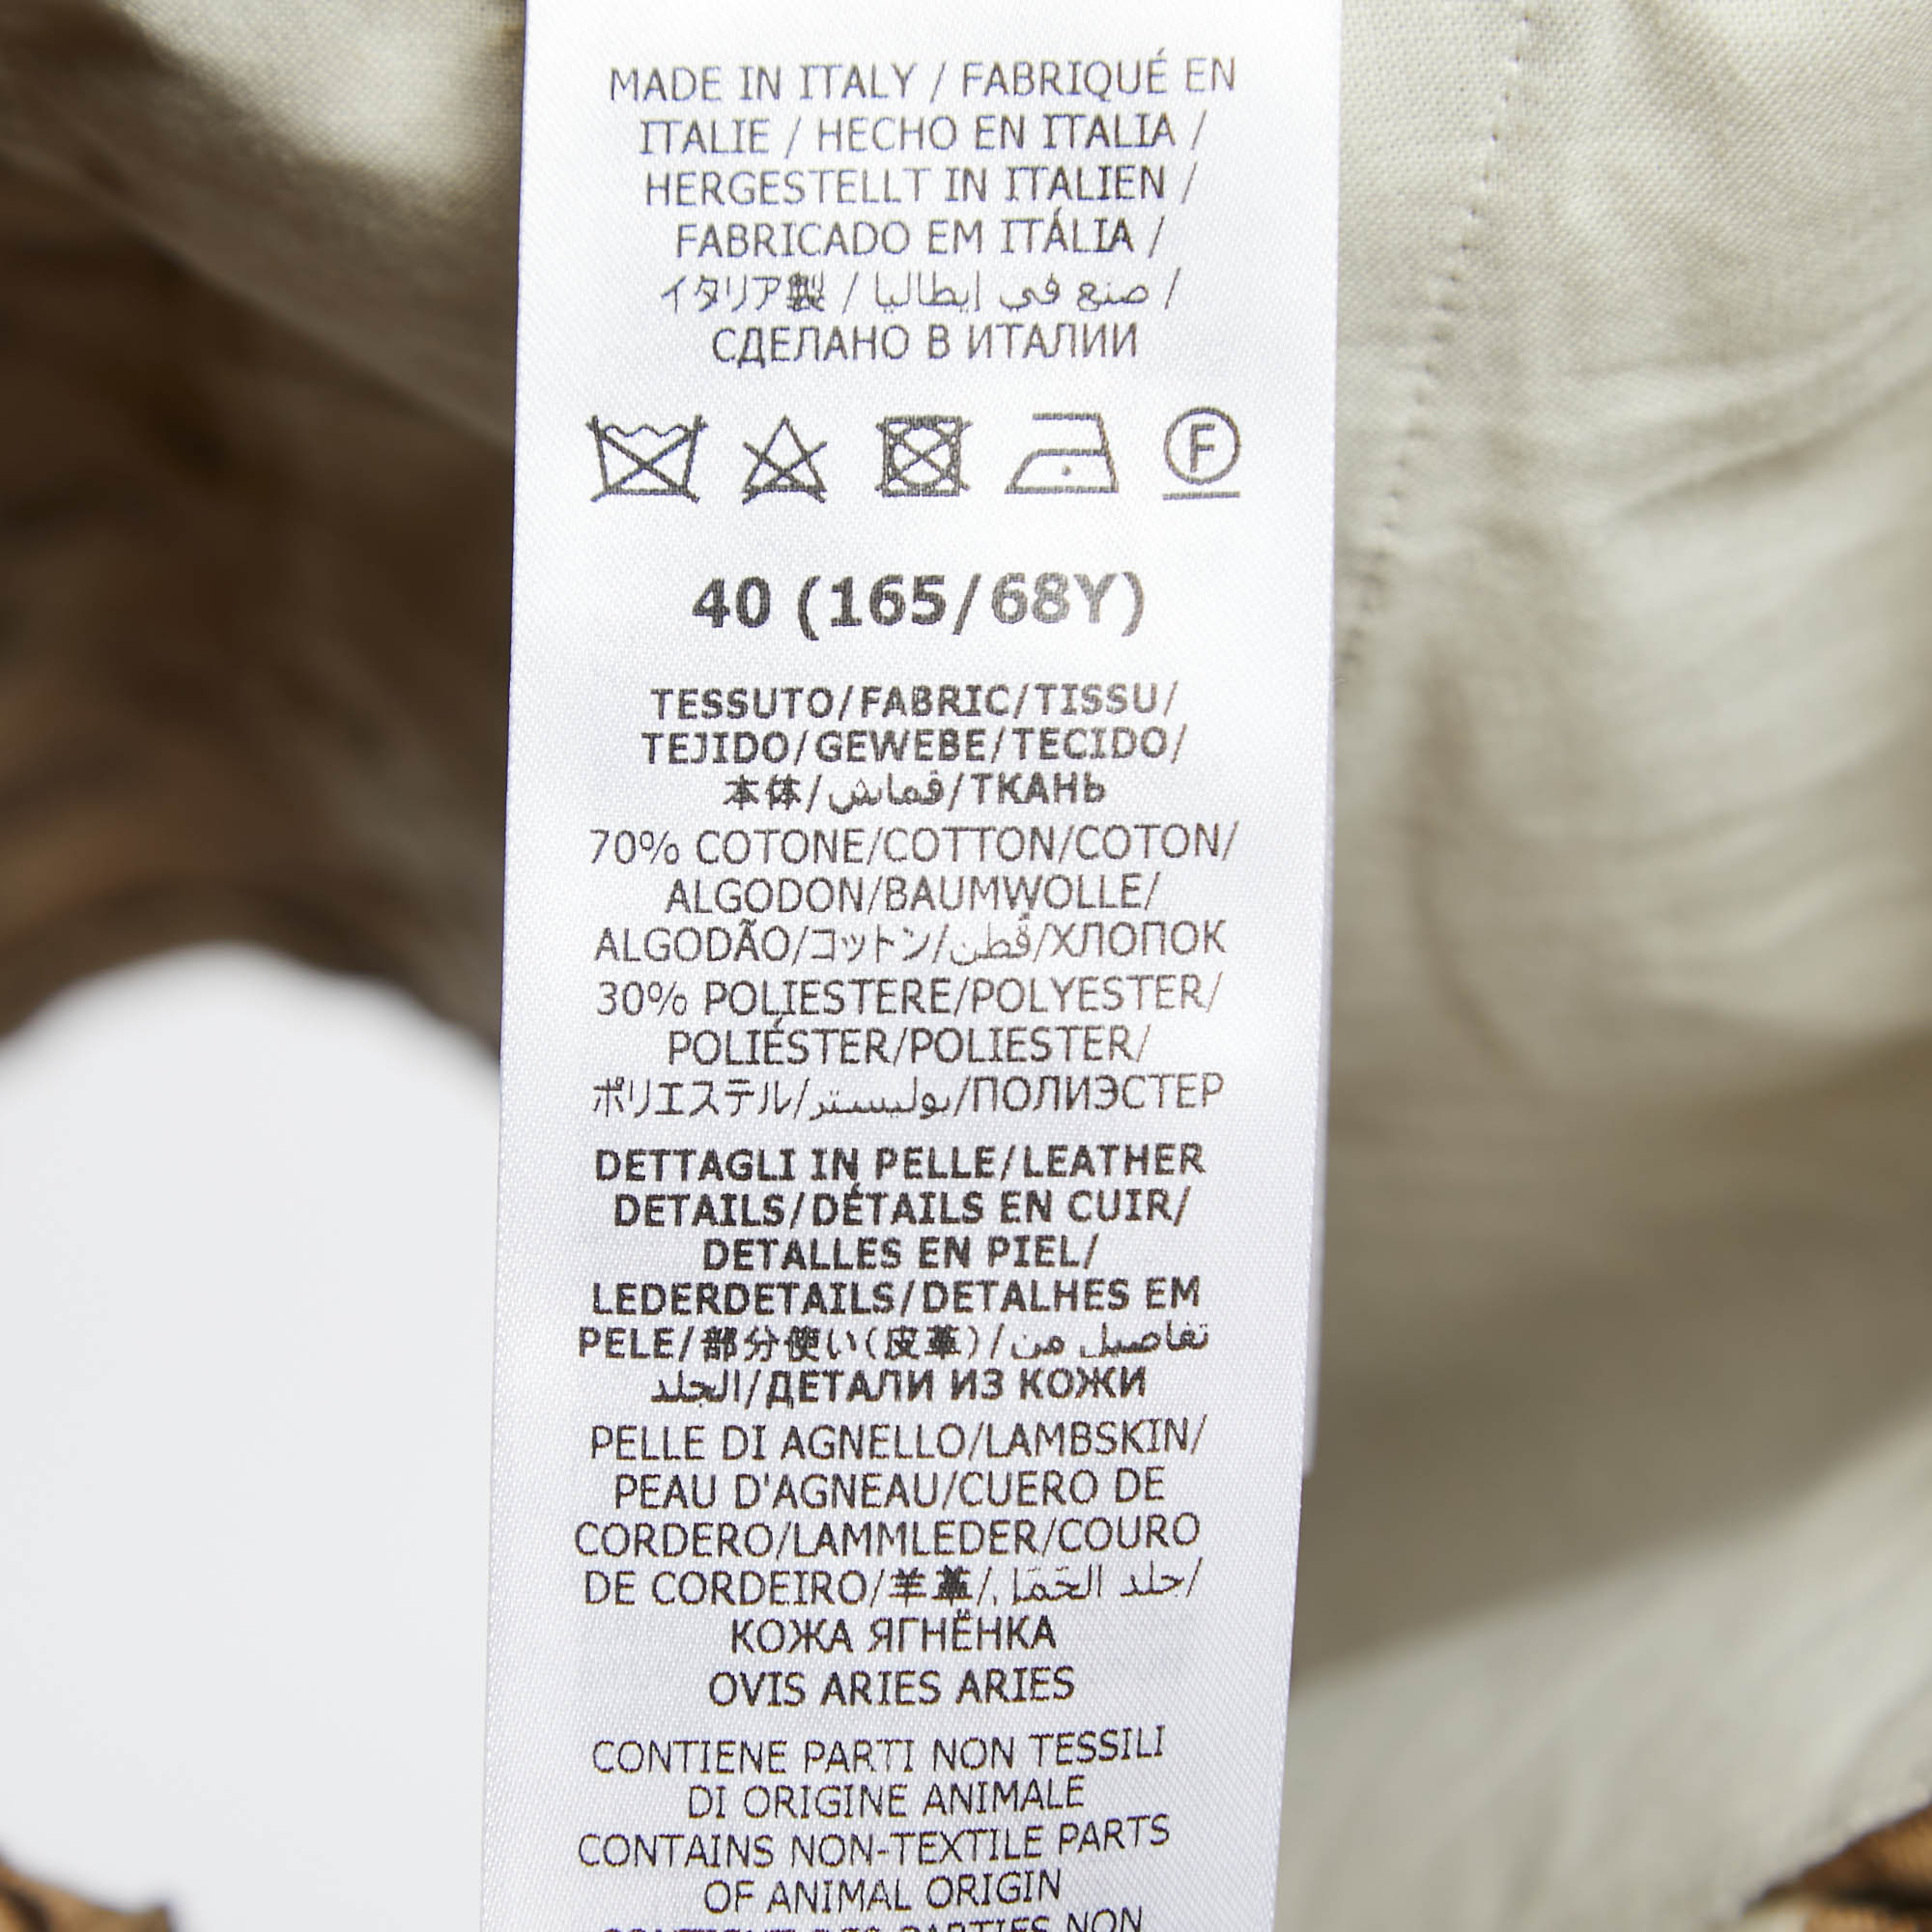 MADE IN ITALY / FABRIQUÉ EN
ITALIE / HECHO EN ITALIA /
HERGESTELLT IN ITALIEN /
FABRICADO EM ITÁLIA /
イタリア製 / صنع في إيطاليا /
СДЕЛАНО В ИТАЛИИ
F
40 (165/68Y)
TESSUTO/FABRIC/TISSU/
TEJIDO/GEWEBE/TECIDO/
本体/قماش/ТКАНЬ
70% COTONE/COTTON/COTON/
ALGODON/BAUMWOLLE/
ALGODÃO/コットン/قُطن/ХЛОПОК
30% POLIESTERE/POLYESTER/
POLIÉSTER/POLIESTER/
ポリエステル/بوليستر/ПОЛИЭСТЕР
DETTAGLI IN PELLE/LEATHER
DETAILS/DÉTAILS EN CUIR/
DETALLES EN PIEL/
LEDERDETAILS/DETALHES EM
PELE/部分使い(皮革)/تفاصيل من
الجلد/ДЕТАЛИ ИЗ КОЖИ
PELLE DI AGNELLO/LAMBSKIN/
PEAU D'AGNEAU/CUERO DE
CORDERO/LAMMLEDER/COURO
DE CORDEIRO/羊革/جلد الحَمَل/
КОЖА ЯГНЁНКА
OVIS ARIES ARIES
CONTIENE PARTI NON TESSILI
DI ORIGINE ANIMALE
CONTAINS NON-TEXTILE PARTS
OF ANIMAL ORIGIN
PARTIES NON